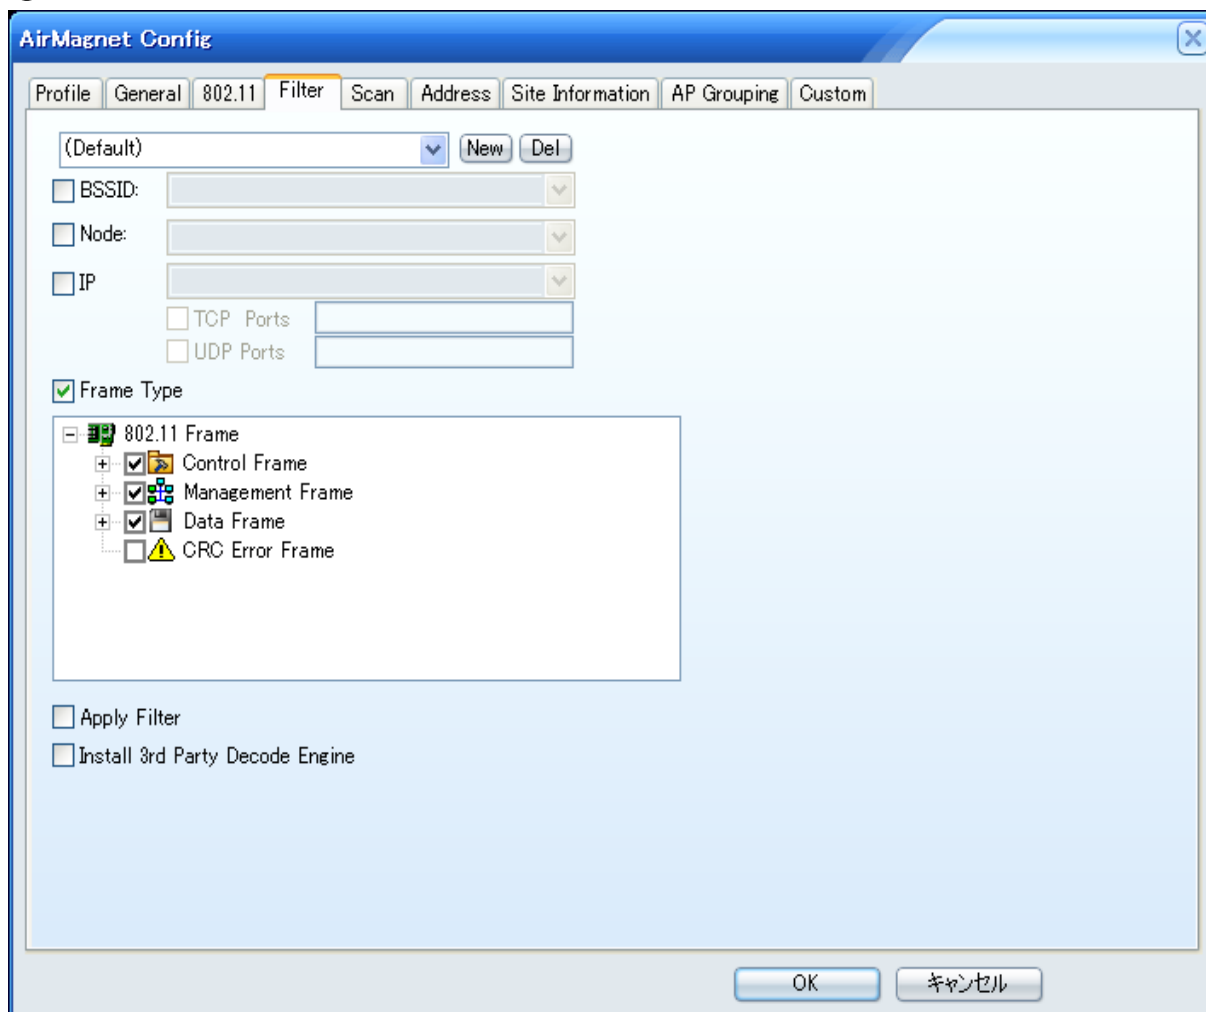 AirMagnet Config
Profile General 802.11 Filter Scan Address Site Information AP Grouping Custom
(Default) New Del
BSSID:
Node:
IP
TCP Ports
UDP Ports
Frame Type
802.11 Frame
Control Frame
Management Frame
Data Frame
CRC Error Frame
Apply Filter
Install 3rd Party Decode Engine
OK キャンセル